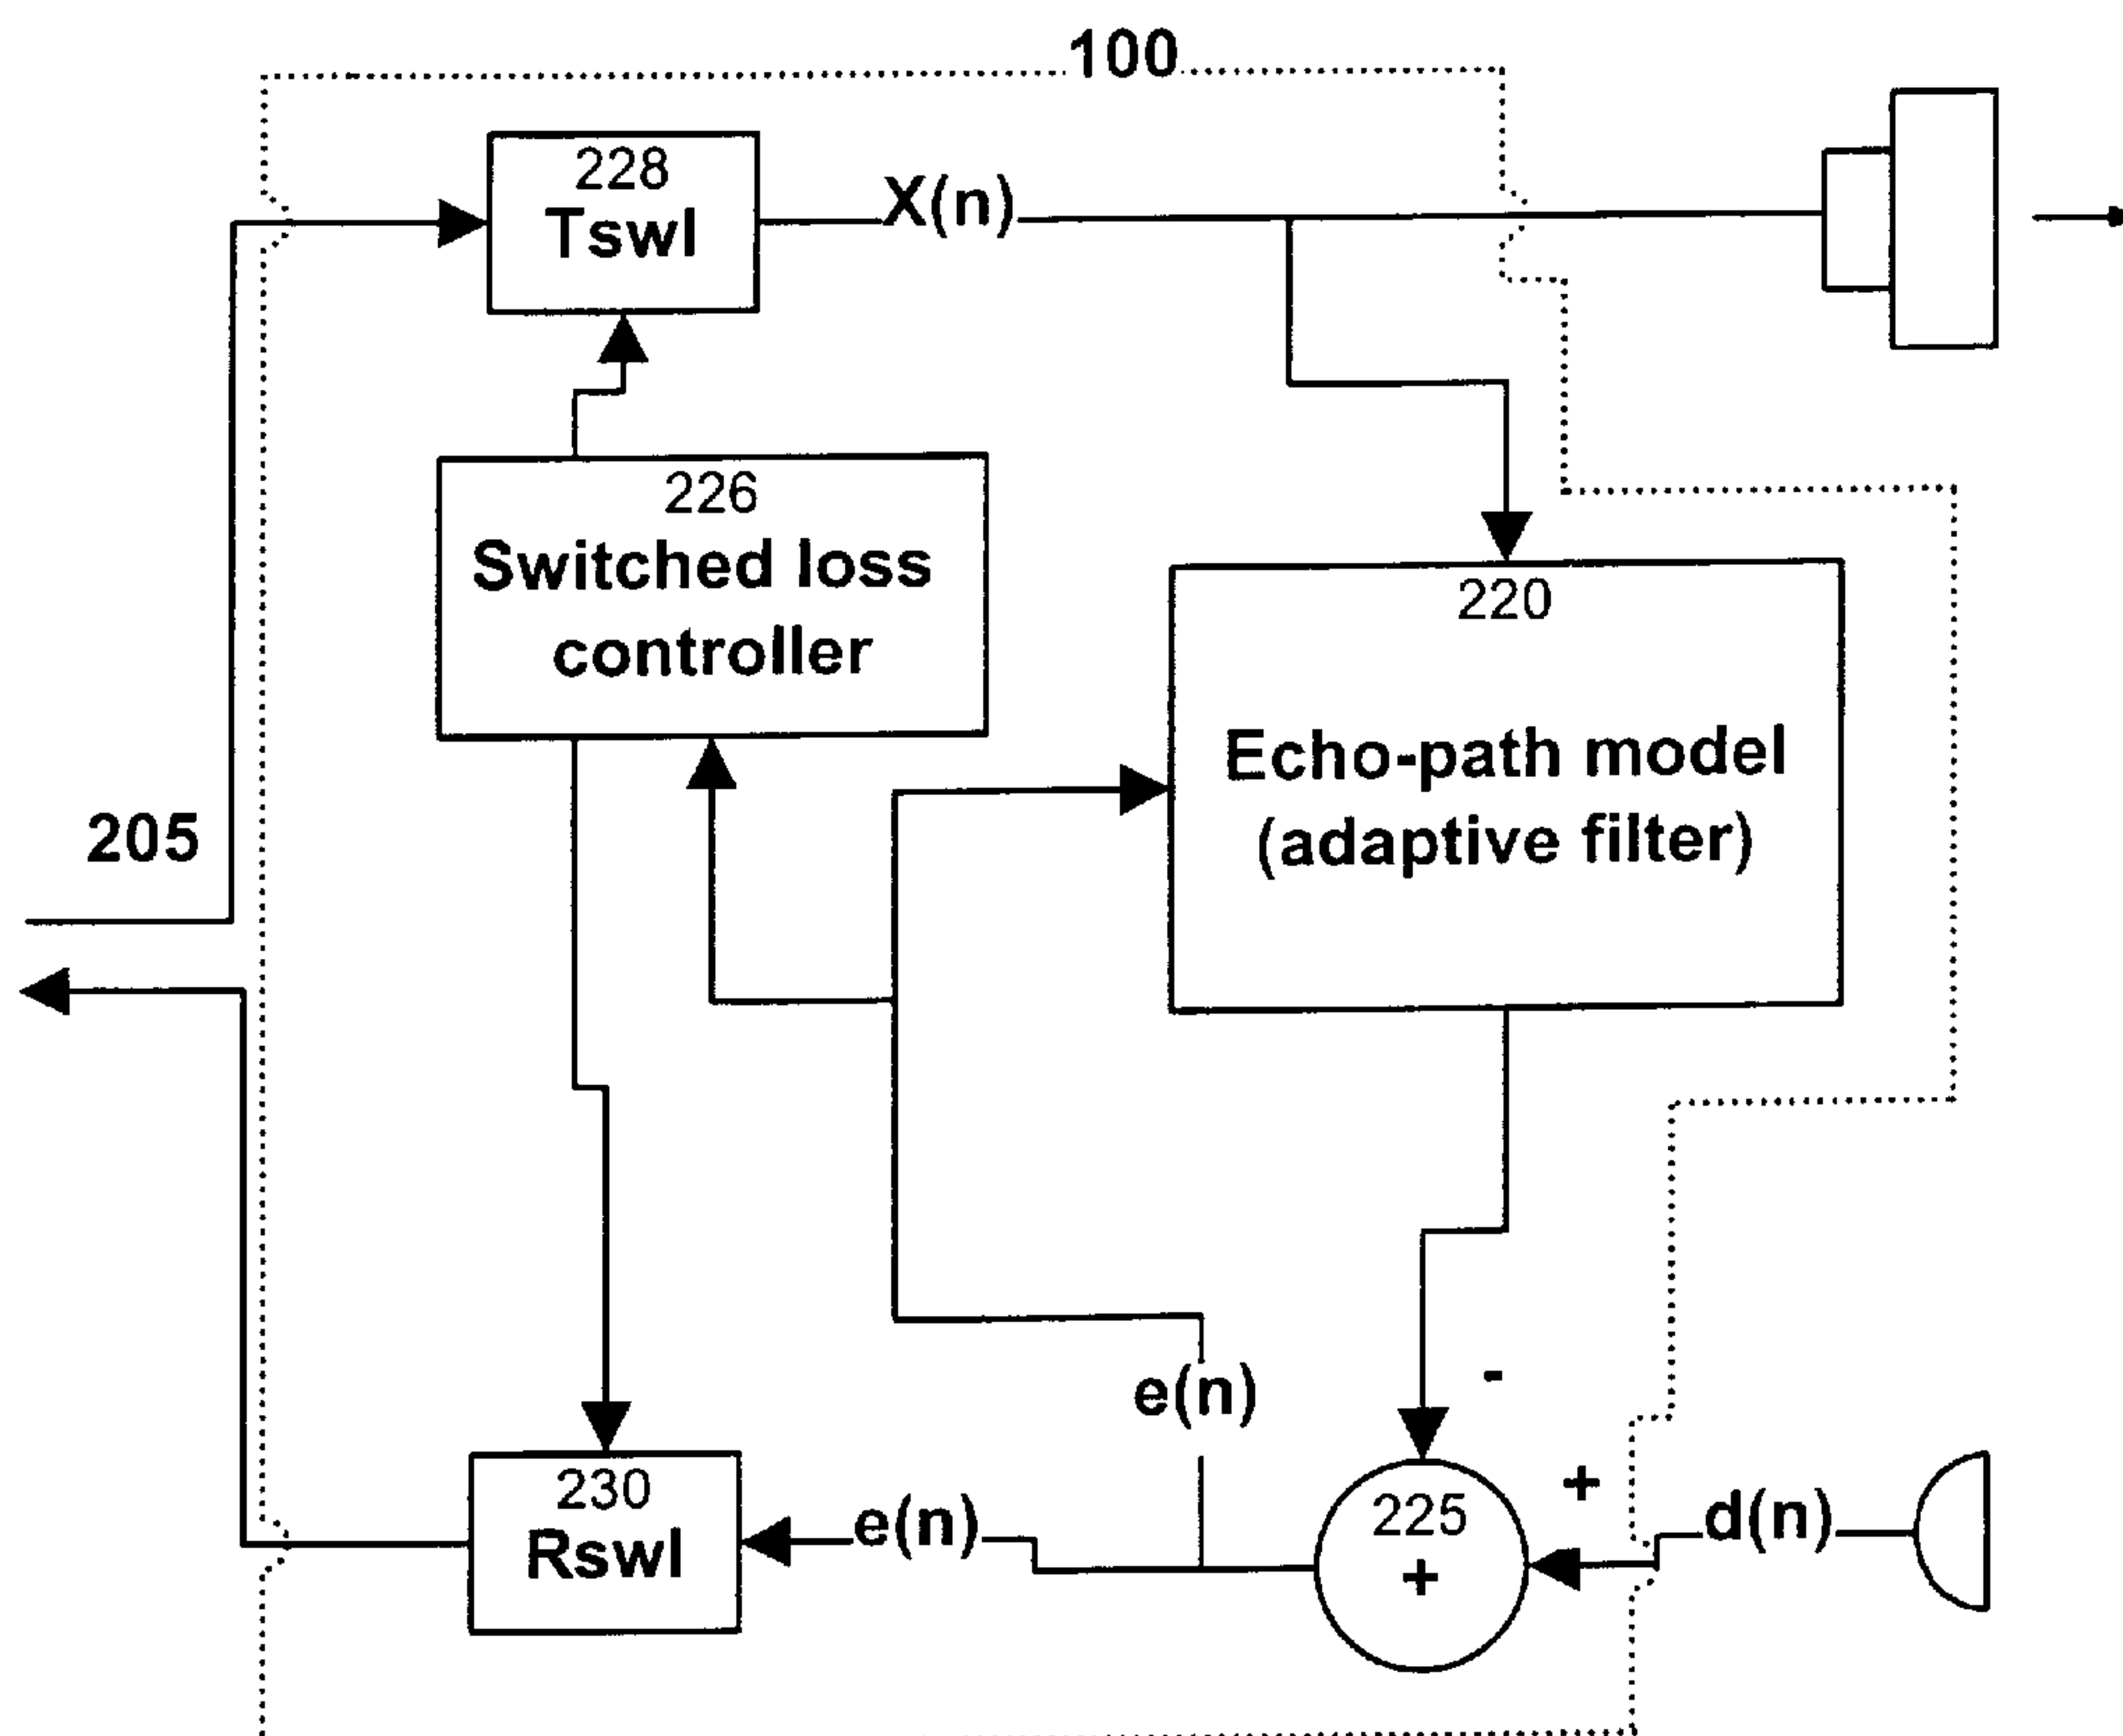 100
228
Tswl
X(n)
226
Switched loss
controller
220
Echo-path model
(adaptive filter)
205
-
e(n)
+
230
Rswl
e(n)
225
+
d(n)